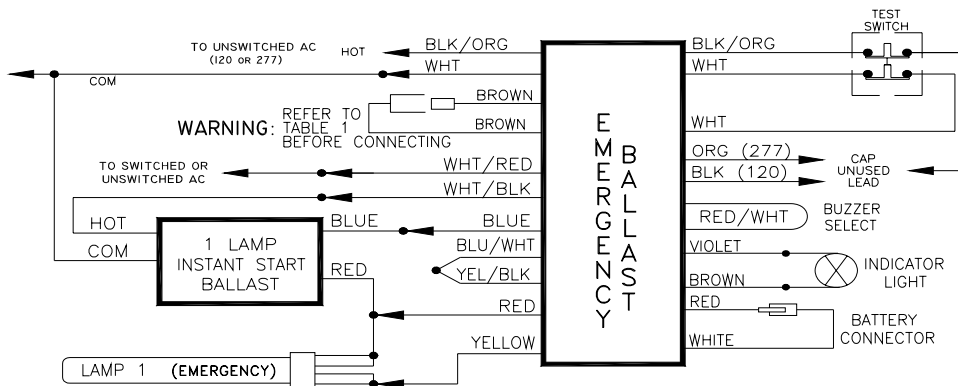 TO UNSWITCHED AC
(120 or 277)
HOT
COM
BLK/ORG
WHT
BROWN
WARNING: REFER TO
TABLE 1
BEFORE CONNECTING
BROWN
TO SWITCHED OR
UNSWITCHED AC
WHT/RED
WHT/BLK
HOT
COM
1 LAMP
INSTANT START
BALLAST
BLUE
BLUE
BLU/WHT
YEL/BLK
RED
RED
YELLOW
LAMP 1 (EMERGENCY)
EMERGENCY
BALLAST
TEST
SWITCH
BLK/ORG
WHT
WHT
ORG (277)
BLK (120)
CAP
UNUSED
LEAD
RED/WHT
BUZZER
SELECT
VIOLET
BROWN
INDICATOR
LIGHT
RED
WHITE
BATTERY
CONNECTOR